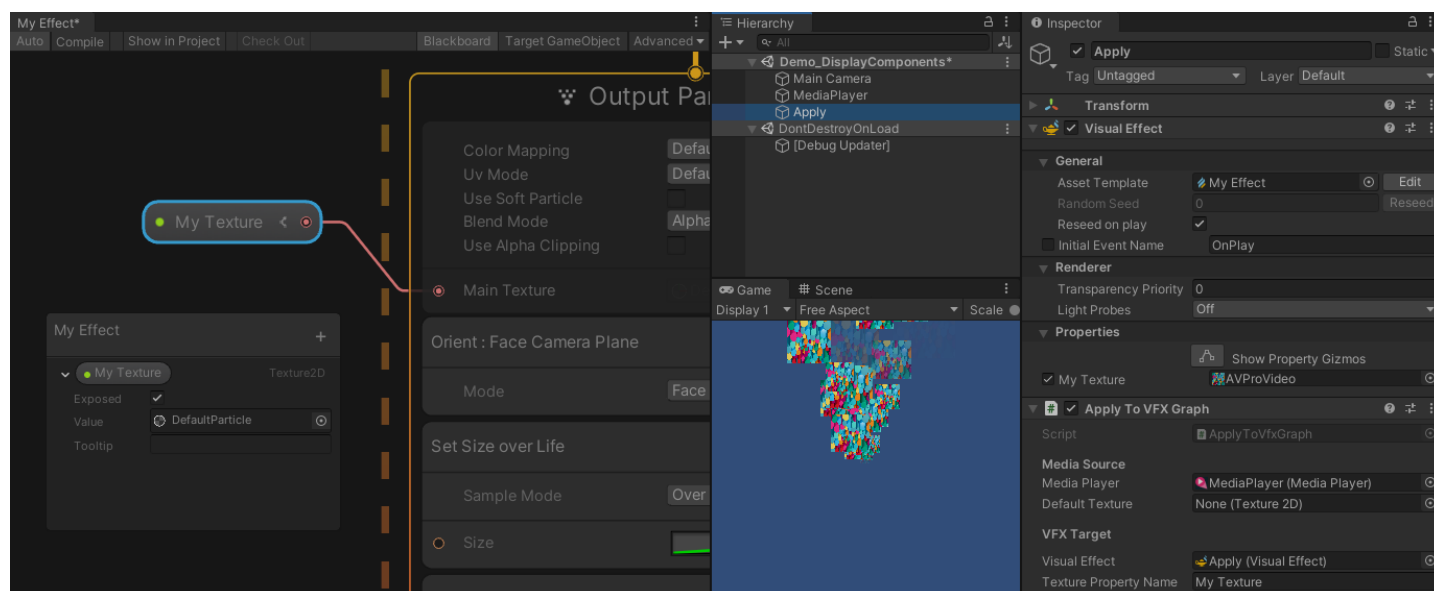 My Effect*
Auto Compile Show in Project Check Out Blackboard Target GameObject Advanced
Output
Color Mapping
Uv Mode
Use Soft Particle
Blend Mode
Use Alpha Clipping
My Texture
Main Texture
Orient : Face Camera Plane
Mode Face
Set Size over Life
Sample Mode Over
Size
My Effect
+
My Texture Texture2D
Exposed
Value DefaultParticle
Tooltip
Hierarchy
All
Demo_DisplayComponents*
Main Camera
MediaPlayer
Apply
DontDestroyOnLoad
[Debug Updater]
Game Scene
Display 1 Free Aspect Scale
Inspector
Apply Static
Tag Untagged Layer Default
Transform
Visual Effect
General
Asset Template My Effect Edit
Random Seed 0 Reseed
Reseed on play
Initial Event Name OnPlay
Renderer
Transparency Priority 0
Light Probes Off
Properties
Show Property Gizmos
My Texture AVProVideo
Apply To VFX Graph
Script ApplyToVfxGraph
Media Source
Media Player MediaPlayer (Media Player)
Default Texture None (Texture 2D)
VFX Target
Visual Effect Apply (Visual Effect)
Texture Property Name My Texture